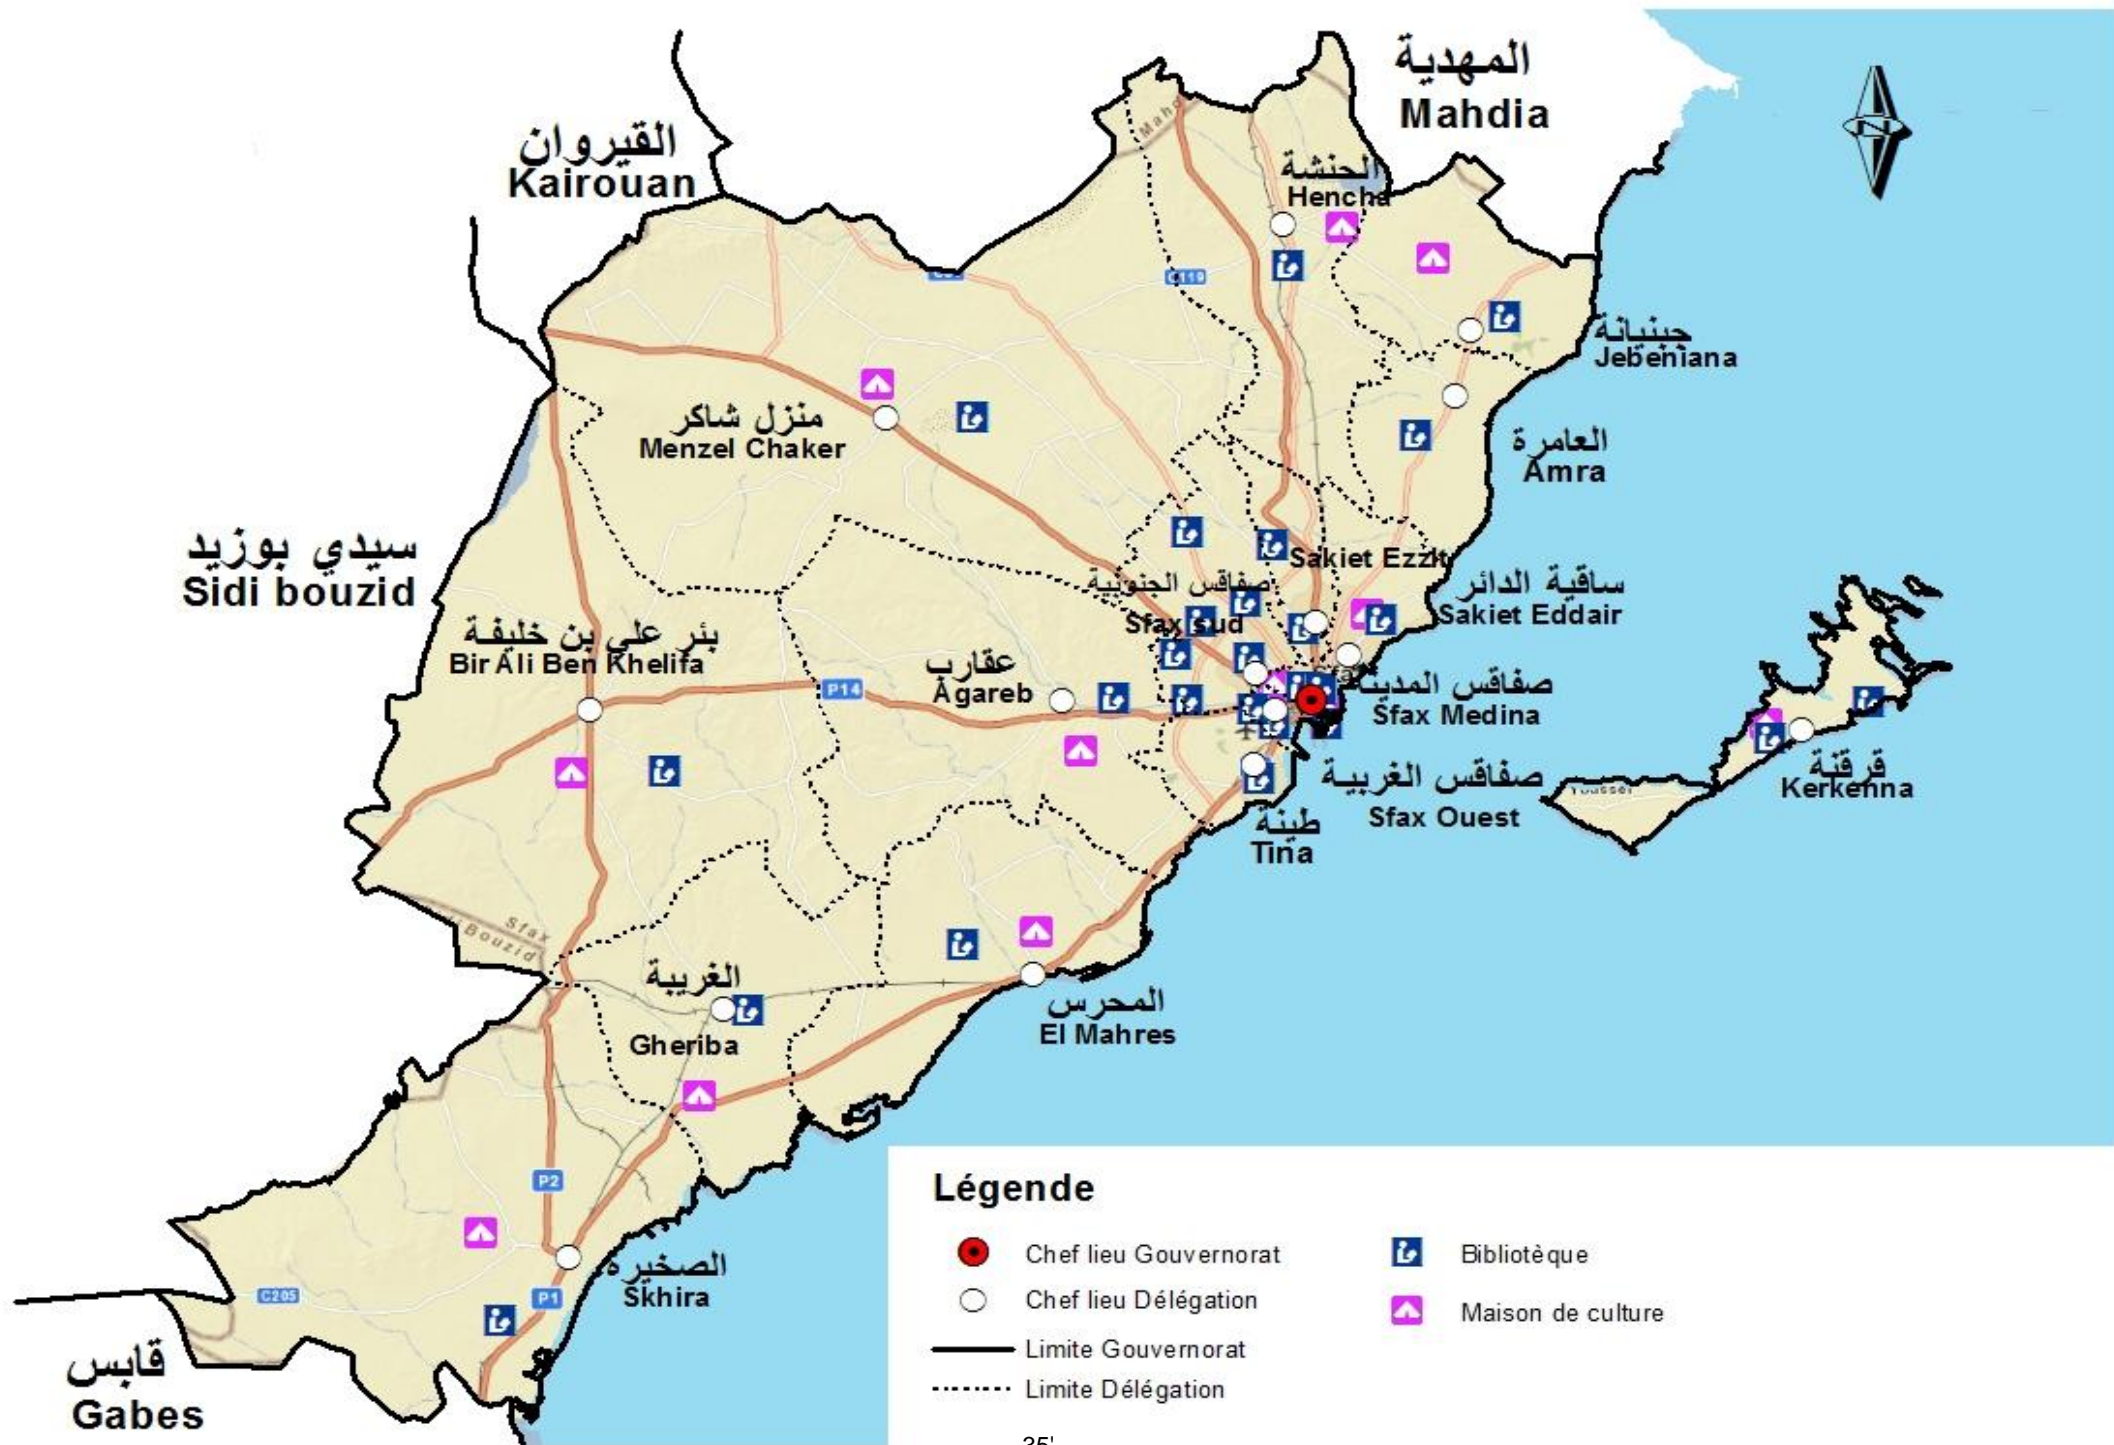 المهدية
Mahdia
القيروان
Kairouan
الحنشة
Hencha
C119
جبنيانة
Jebeniana
منزل شاكر
Menzel Chaker
العامرة
Amra
سيدي بوزيد
Sidi bouzid
Sakiet Ezzit
صفاقس الجنوبية
Sfax sud
ساقية الدائر
Sakiet Eddair
بئر علي بن خليفة
Bir Ali Ben Khelifa
عقارب
Agareb
P14
صفاقس المدينة
Sfax Medina
قرقنة
Kerkenna
صفاقس الغربية
Sfax Ouest
طينة
Tina
Sfax
Bouzid
الغريبة
Gheriba
المحرس
El Mahres
P2
الصخيرة
Skhira
C205
P1
قابس
Gabes
Légende
Chef lieu Gouvernorat
Chef lieu Délégation
Limite Gouvernorat
Limite Délégation
Bibliotèque
Maison de culture
35'